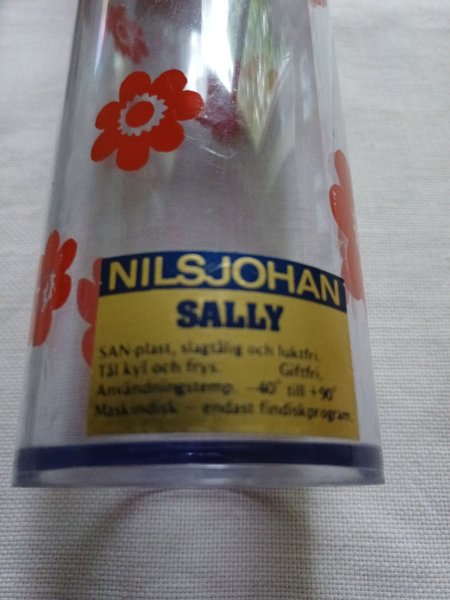 NILSJOHAN
SALLY
SAN-plast, slagtålig och luktfri.
Tål kyl och frys. Giftfri.
Användningstemp. -40° till +90°
Maskindisk - endast findiskprogram.